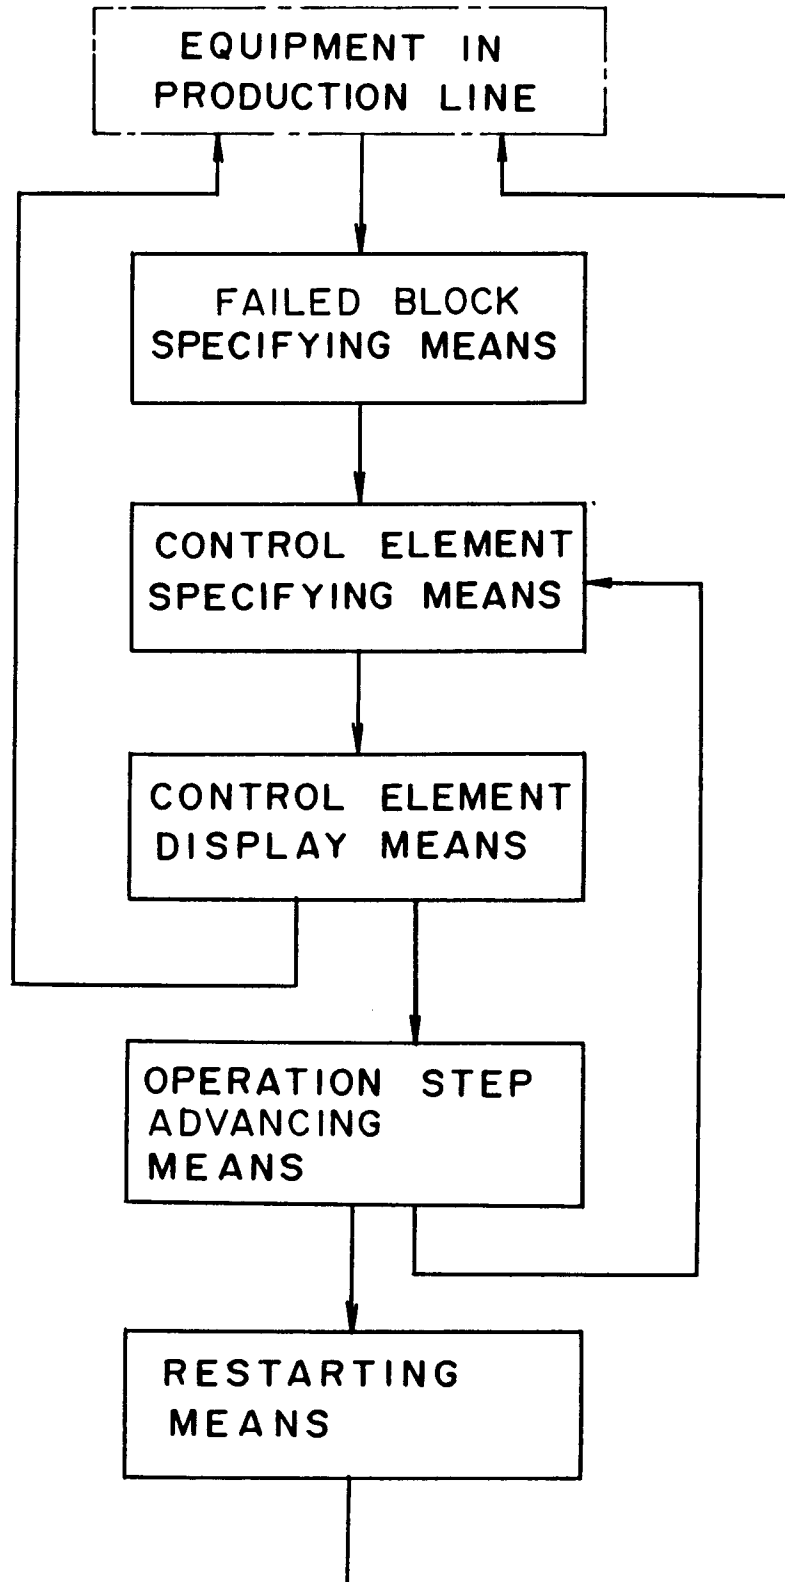 EQUIPMENT IN
PRODUCTION LINE
FAILED BLOCK
SPECIFYING MEANS
CONTROL ELEMENT
SPECIFYING MEANS
CONTROL ELEMENT
DISPLAY MEANS
OPERATION STEP
ADVANCING
MEANS
RESTARTING
MEANS